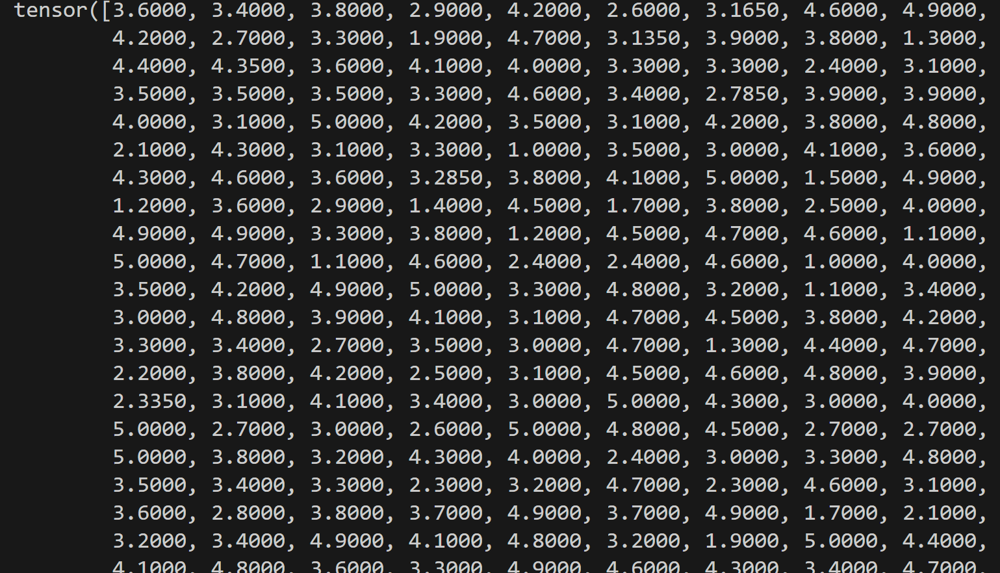 tensor([3.6000, 3.4000, 3.8000, 2.9000, 4.2000, 2.6000, 3.1650, 4.6000, 4.9000,
4.2000, 2.7000, 3.3000, 1.9000, 4.7000, 3.1350, 3.9000, 3.8000, 1.3000,
4.4000, 4.3500, 3.6000, 4.1000, 4.0000, 3.3000, 3.3000, 2.4000, 3.1000,
3.5000, 3.5000, 3.5000, 3.3000, 4.6000, 3.4000, 2.7850, 3.9000, 3.9000,
4.0000, 3.1000, 5.0000, 4.2000, 3.5000, 3.1000, 4.2000, 3.8000, 4.8000,
2.1000, 4.3000, 3.1000, 3.3000, 1.0000, 3.5000, 3.0000, 4.1000, 3.6000,
4.3000, 4.6000, 3.6000, 3.2850, 3.8000, 4.1000, 5.0000, 1.5000, 4.9000,
1.2000, 3.6000, 2.9000, 1.4000, 4.5000, 1.7000, 3.8000, 2.5000, 4.0000,
4.9000, 4.9000, 3.3000, 3.8000, 1.2000, 4.5000, 4.7000, 4.6000, 1.1000,
5.0000, 4.7000, 1.1000, 4.6000, 2.4000, 2.4000, 4.6000, 1.0000, 4.0000,
3.5000, 4.2000, 4.9000, 5.0000, 3.3000, 4.8000, 3.2000, 1.1000, 3.4000,
3.0000, 4.8000, 3.9000, 4.1000, 3.1000, 4.7000, 4.5000, 3.8000, 4.2000,
3.3000, 3.4000, 2.7000, 3.5000, 3.0000, 4.7000, 1.3000, 4.4000, 4.7000,
2.2000, 3.8000, 4.2000, 2.5000, 3.1000, 4.5000, 4.6000, 4.8000, 3.9000,
2.3350, 3.1000, 4.1000, 3.4000, 3.0000, 5.0000, 4.3000, 3.0000, 4.0000,
5.0000, 2.7000, 3.0000, 2.6000, 5.0000, 4.8000, 4.5000, 2.7000, 2.7000,
5.0000, 3.8000, 3.2000, 4.3000, 4.0000, 2.4000, 3.0000, 3.3000, 4.8000,
3.5000, 3.4000, 3.3000, 2.3000, 3.2000, 4.7000, 2.3000, 4.6000, 3.1000,
3.6000, 2.8000, 3.8000, 3.7000, 4.9000, 3.7000, 4.9000, 1.7000, 2.1000,
3.2000, 3.4000, 4.9000, 4.1000, 4.8000, 3.2000, 1.9000, 5.0000, 4.4000,
4.1000, 4.8000, 3.6000, 3.3000, 4.9000, 4.6000, 4.3000, 3.4000, 4.7000,